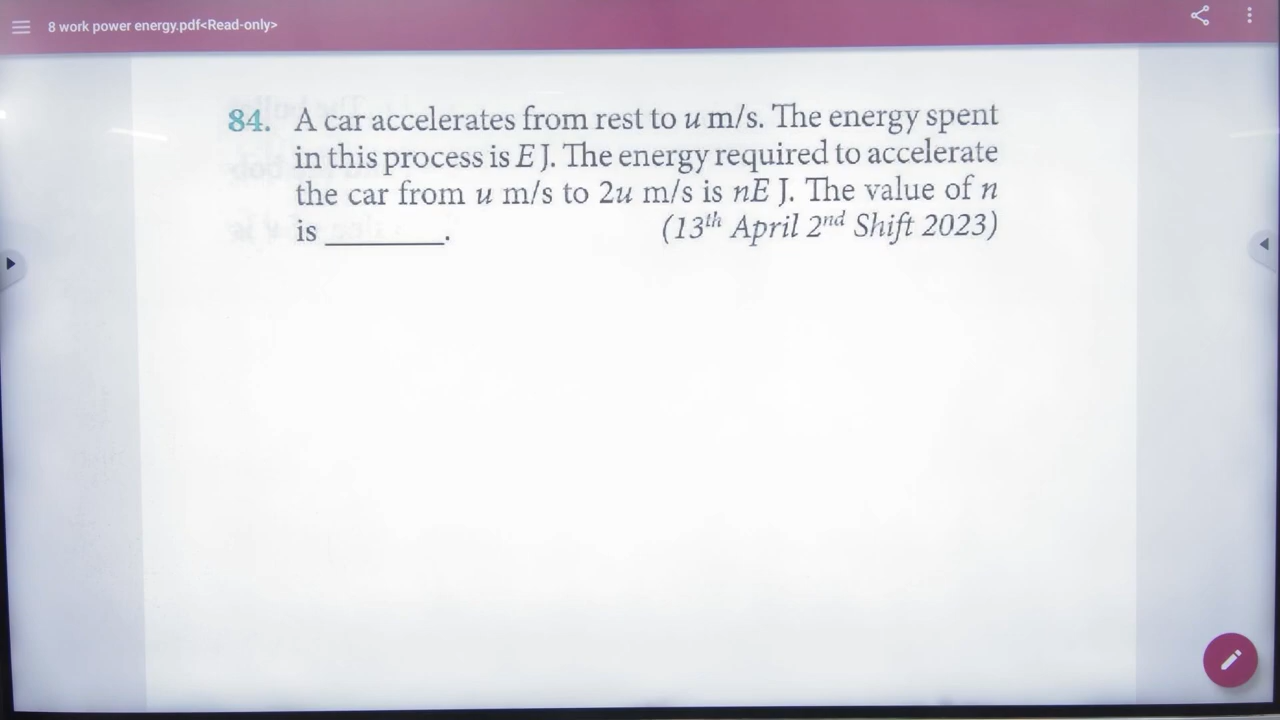 8 work power energy.pdf<Read-only>
84. A car accelerates from rest to u m/s. The energy spent
in this process is E J. The energy required to accelerate
the car from u m/s to 2u m/s is nE J. The value of n
is ________. (13th April 2nd Shift 2023)